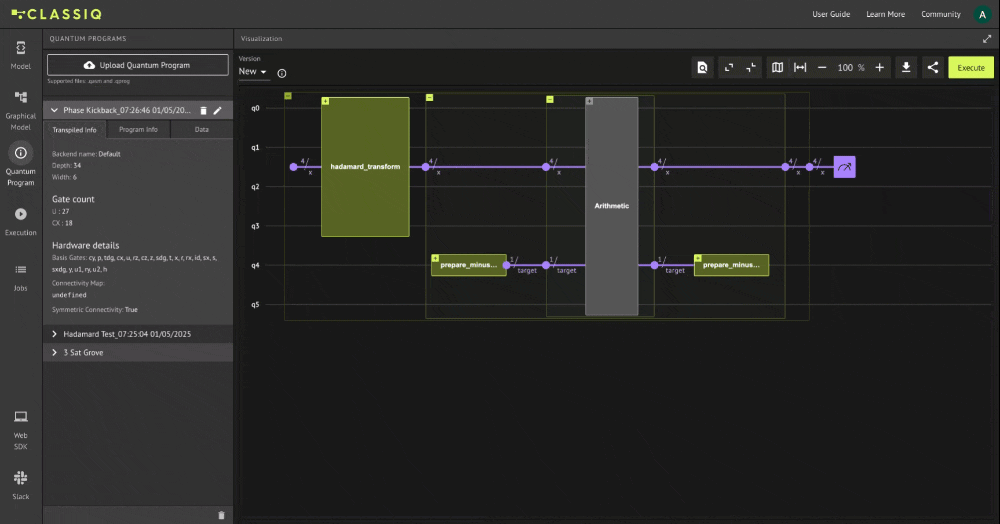 CLASSIQ
User Guide
Learn More
Community
A
Model
Graphical
Model
Quantum
Program
Execution
Jobs
Web
SDK
Slack
QUANTUM PROGRAMS
Upload Quantum Program
Supported files: .qasm and .qprog
Phase Kickback_07:26:46 01/05/20...
Transpiled Info
Program Info
Data
Backend name: Default
Depth: 34
Width: 6
Gate count
U : 27
CX : 18
Hardware details
Basis Gates: cy, p, tdg, cx, u, rz, cz, z, sdg, t, x, r, rx, id, sx, s,
sxdg, y, u1, ry, u2, h
Connectivity Map:
undefined
Symmetric Connectivity: True
Hadamard Test_07:25:04 01/05/2025
3 Sat Grove
Visualization
Version
New
100 %
Execute
q0
q1
4/ x
hadamard_transform
4/ x
4/ x
4/ x
4/ x
4/ x
q2
Arithmetic
q3
q4
prepare_minus...
1/ target
1/ target
1/ target
prepare_minus...
q5